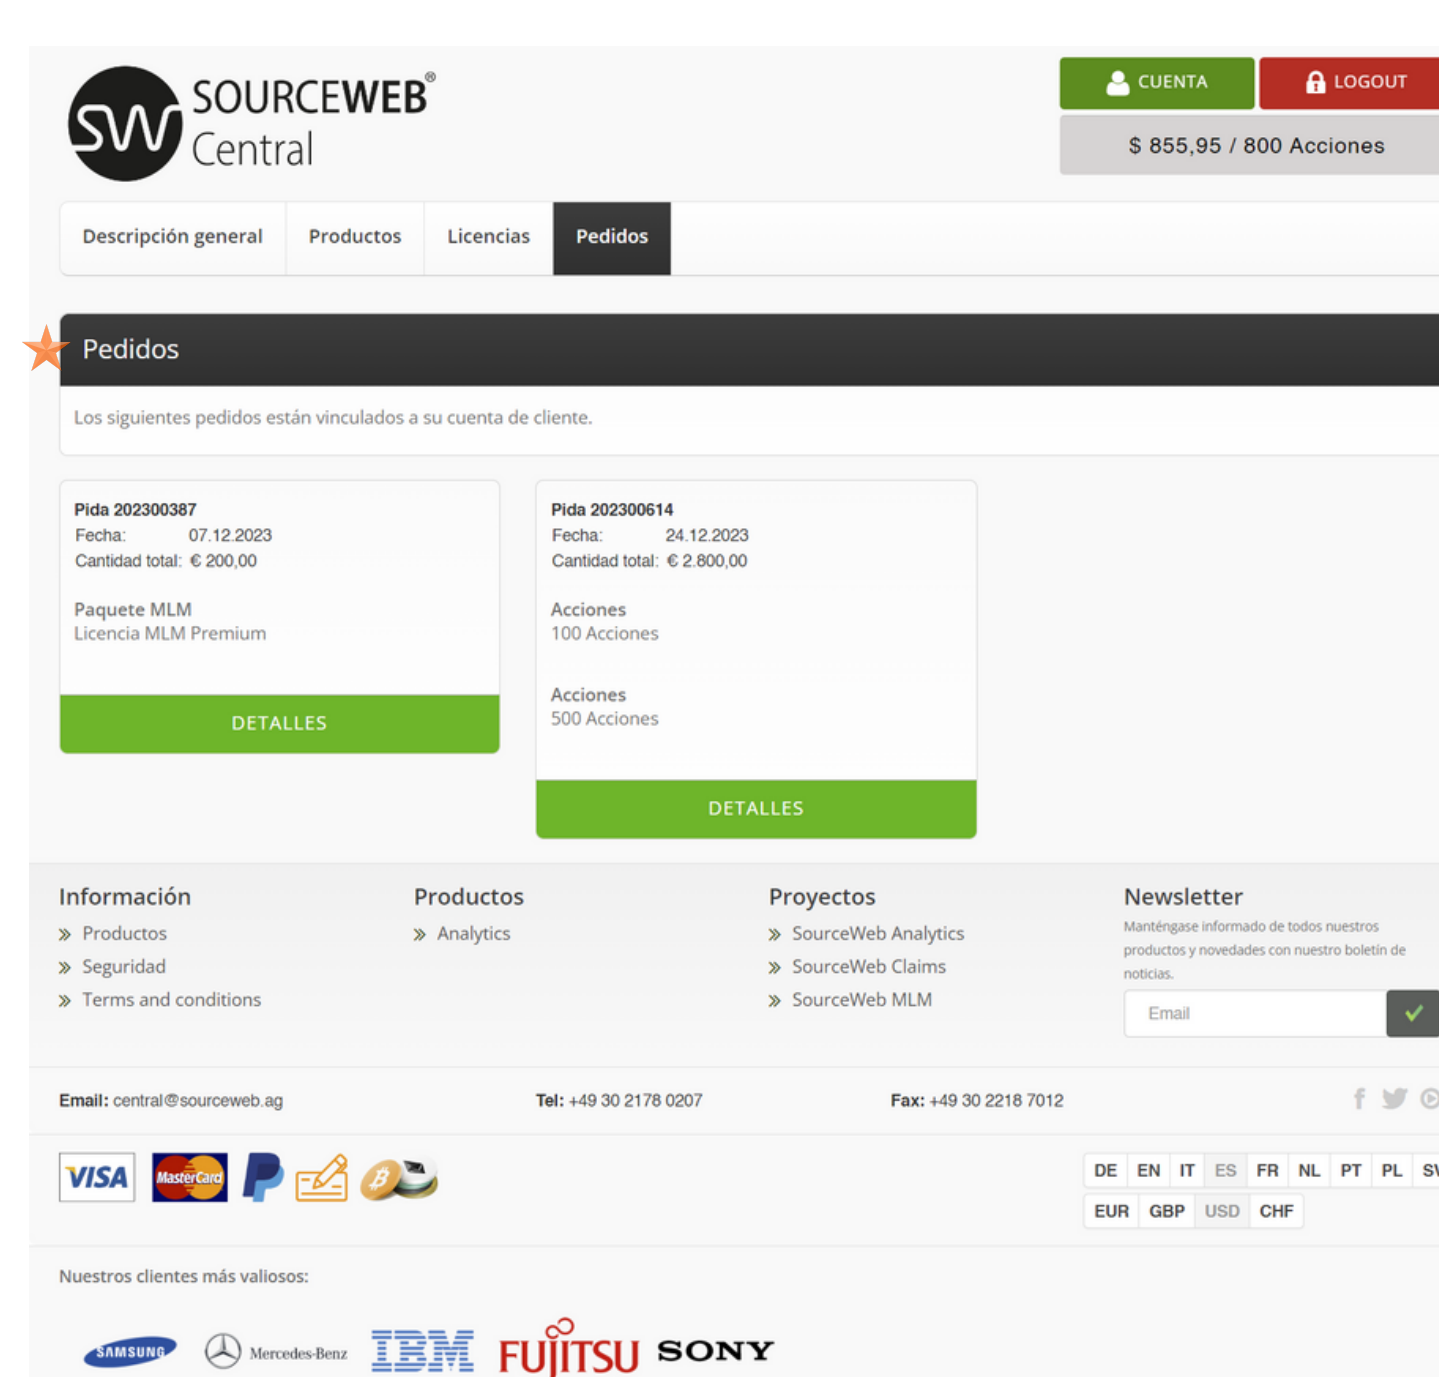 SW SOURCEWEB®
Central
CUENTA
LOGOUT
$ 855,95 / 800 Acciones
Descripción general
Productos
Licencias
Pedidos
Pedidos
Los siguientes pedidos están vinculados a su cuenta de cliente.
Pida 202300387
Fecha: 07.12.2023
Cantidad total: € 200,00
Paquete MLM
Licencia MLM Premium
DETALLES
Pida 202300614
Fecha: 24.12.2023
Cantidad total: € 2.800,00
Acciones
100 Acciones
Acciones
500 Acciones
DETALLES
Información
» Productos
» Seguridad
» Terms and conditions
Productos
» Analytics
Proyectos
» SourceWeb Analytics
» SourceWeb Claims
» SourceWeb MLM
Newsletter
Manténgase informado de todos nuestros
productos y novedades con nuestro boletín de
noticias.
Email
Email: central@sourceweb.ag
Tel: +49 30 2178 0207
Fax: +49 30 2218 7012
VISA MasterCard
DE EN IT ES FR NL PT PL
EUR GBP USD CHF
Nuestros clientes más valiosos:
SAMSUNG Mercedes-Benz IBM FUJITSU SONY